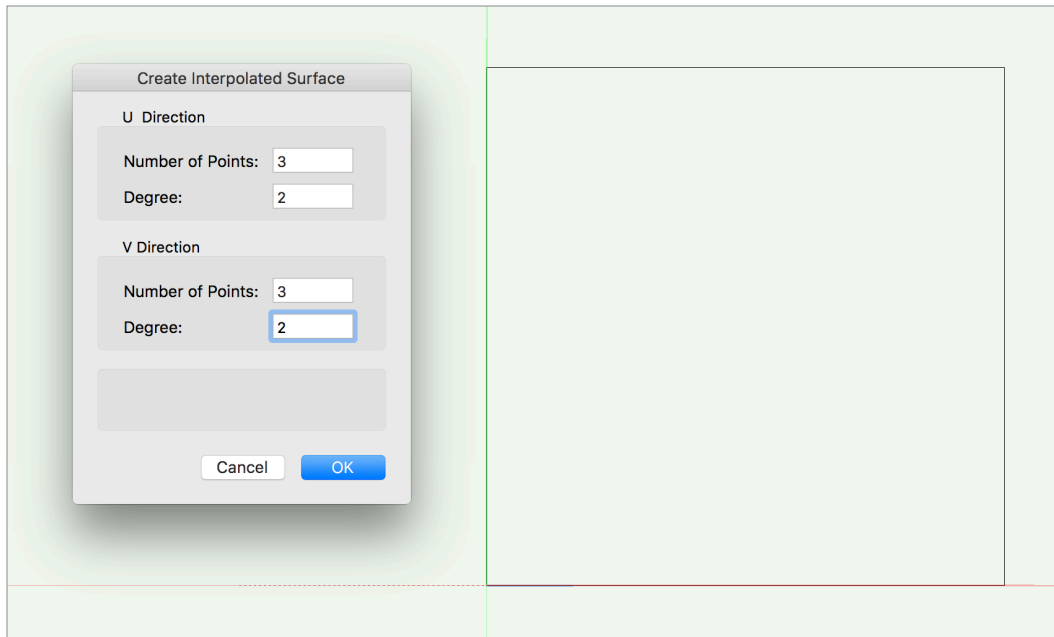 Create Interpolated Surface
U Direction
Number of Points: 3
Degree: 2
V Direction
Number of Points: 3
Degree: 2
Cancel OK